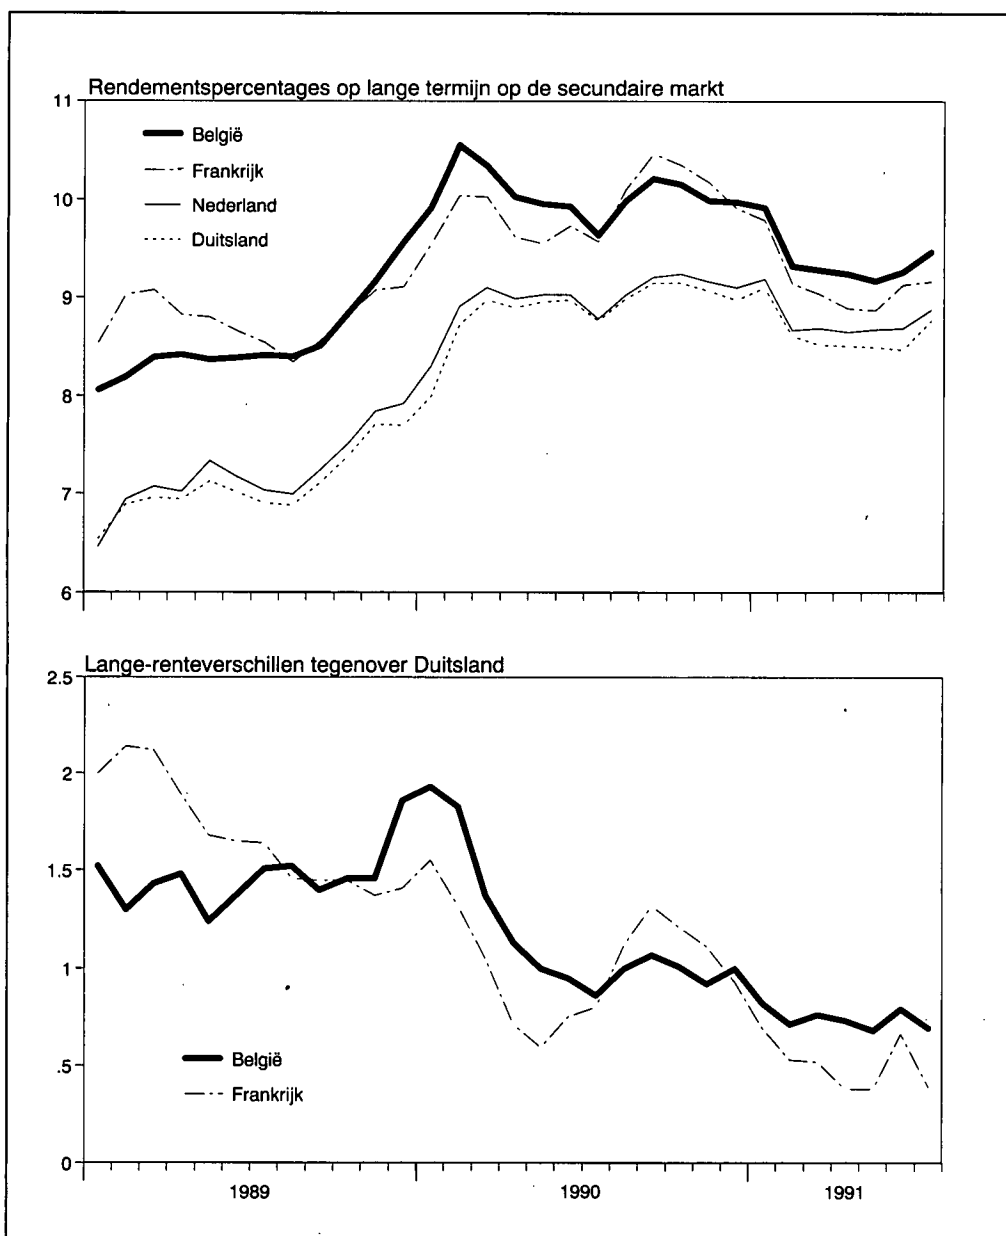 Rendementspercentages op lange termijn op de secundaire markt
11
België
Frankrijk
10
Nederland
Duitsland
9
8
7
6
Lange-renteverschillen tegenover Duitsland
2.5
2
1.5
1
België
.5
Frankrijk
0
1989 1990 1991